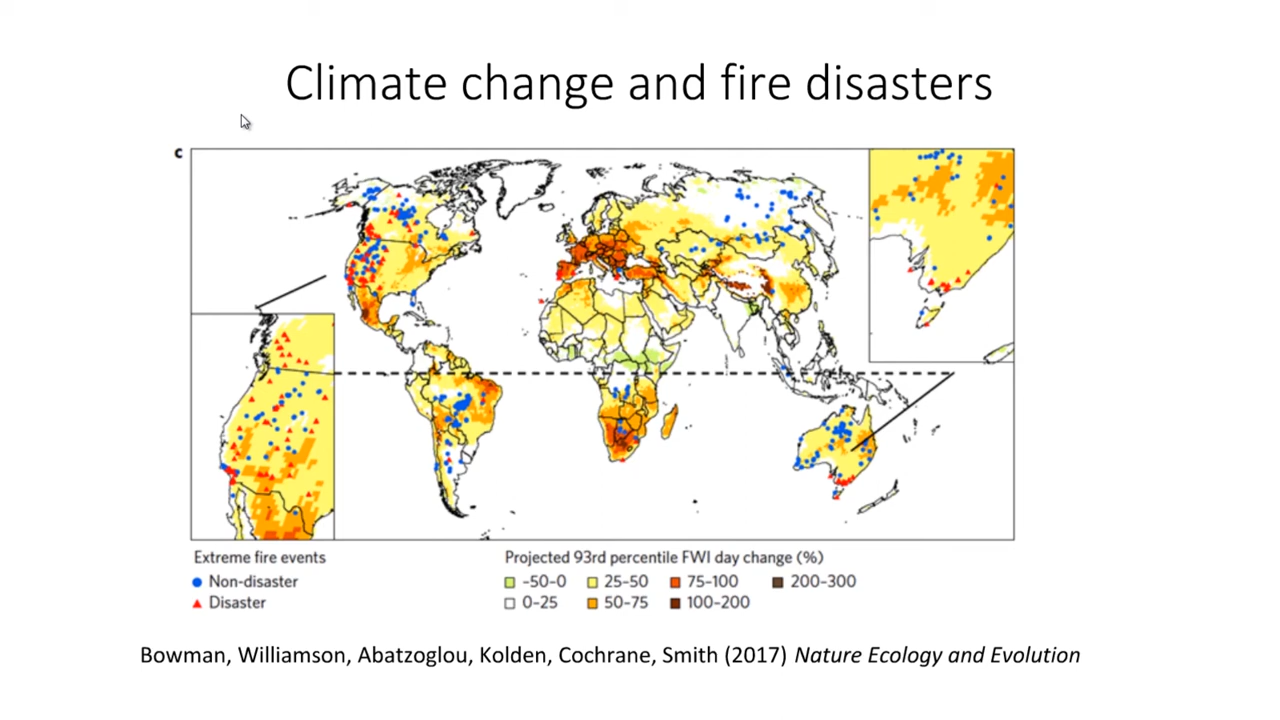 Climate change and fire disasters
c
Extreme fire events
Non-disaster
Disaster
Projected 93rd percentile FWI day change (%)
-50–0 25–50 75–100 200–300
0–25 50–75 100–200
Bowman, Williamson, Abatzoglou, Kolden, Cochrane, Smith (2017) Nature Ecology and Evolution